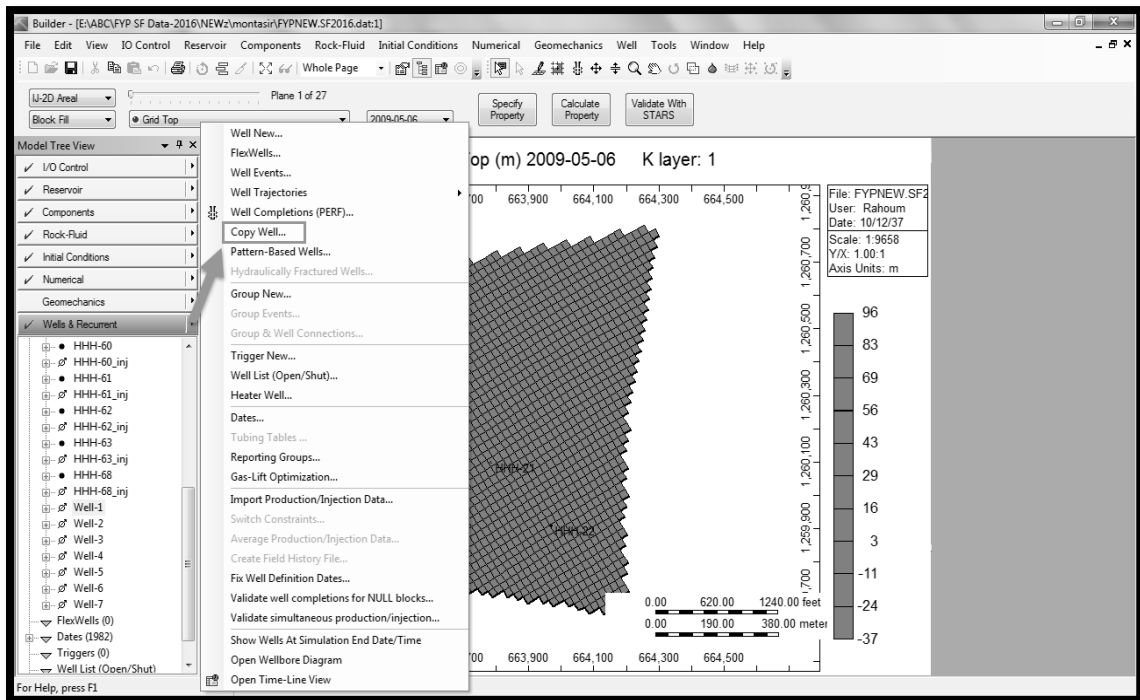 Builder - [E:\ABC\FYP SF Data-2016\NEWz\montasir\FYPNEW.SF2016.dat:1]
File Edit View IO Control Reservoir Components Rock-Fluid Initial Conditions Numerical Geomechanics Well Tools Window Help
Whole Page
IJ-2D Areal
Plane 1 of 27
Block Fill
Grid Top
2009-05-06
Specify Property
Calculate Property
Validate With STARS
Model Tree View
I/O Control
Reservoir
Components
Rock-Fluid
Initial Conditions
Numerical
Geomechanics
Wells & Recurrent
HHH-60
HHH-60_inj
HHH-61
HHH-61_inj
HHH-62
HHH-62_inj
HHH-63
HHH-63_inj
HHH-68
HHH-68_inj
Well-1
Well-2
Well-3
Well-4
Well-5
Well-6
Well-7
FlexWells (0)
Dates (1982)
Triggers (0)
Well List (Open/Shut)
For Help, press F1
Well New...
FlexWells...
Well Events...
Well Trajectories
Well Completions (PERF)...
Copy Well...
Pattern-Based Wells...
Hydraulically Fractured Wells...
Group New...
Group Events...
Group & Well Connections...
Trigger New...
Well List (Open/Shut)...
Heater Well...
Dates...
Tubing Tables ...
Reporting Groups...
Gas-Lift Optimization...
Import Production/Injection Data...
Switch Constraints...
Average Production/Injection Data...
Create Field History File...
Fix Well Definition Dates...
Validate well completions for NULL blocks...
Validate simultaneous production/injection...
Show Wells At Simulation End Date/Time
Open Wellbore Diagram
Open Time-Line View
op (m) 2009-05-06 K layer: 1
700 663,900 664,100 664,300 664,500
1,260,9
1,260,700
1,260,500
1,260,300
1,260,100
1,259,900
,700
HHH-21
HHH-22
0.00 620.00 1240.00 feet
0.00 190.00 380.00 meter
700 663,900 664,100 664,300 664,500
File: FYPNEW.SF2
User: Rahoum
Date: 10/12/37
Scale: 1:9658
Y/X: 1.00:1
Axis Units: m
96
83
69
56
43
29
16
3
-11
-24
-37